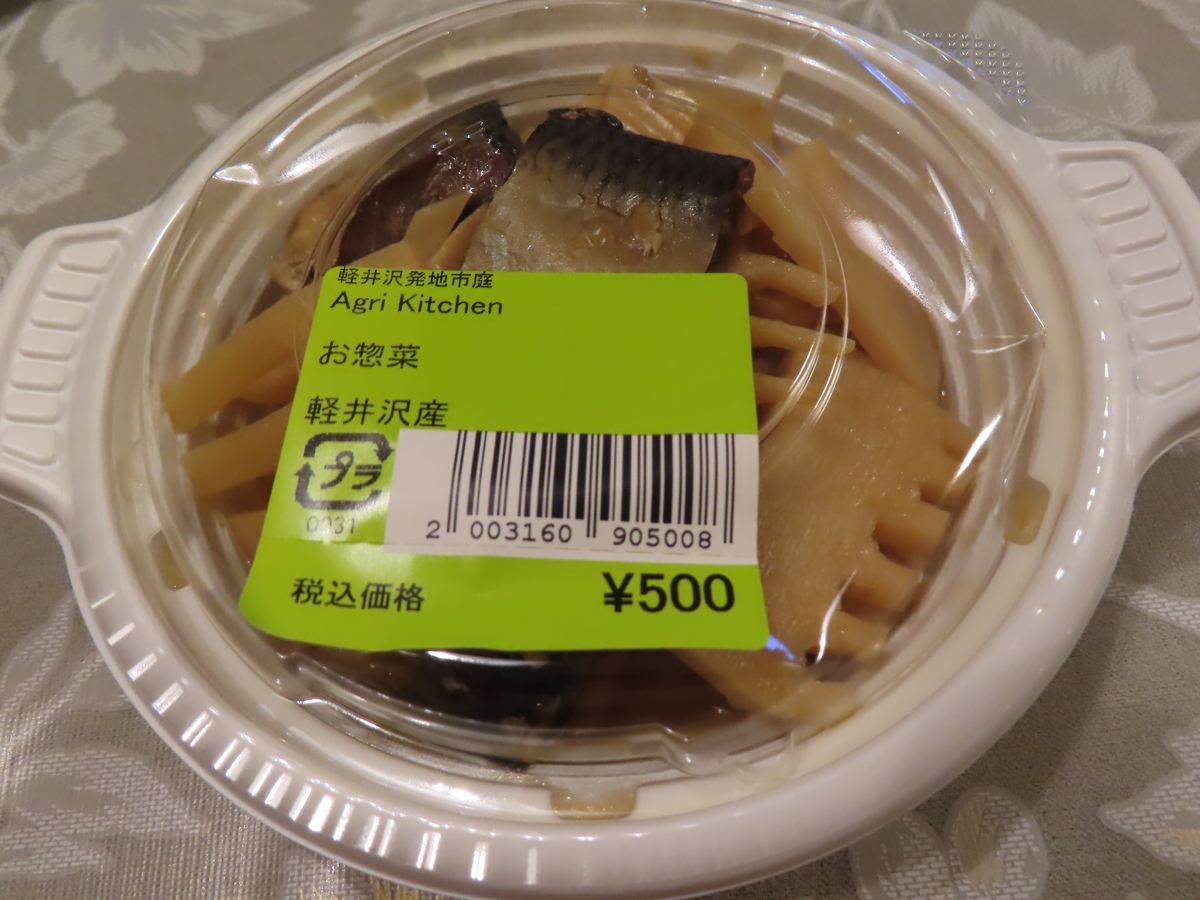 軽井沢発地市庭
Agri Kitchen
お惣菜
軽井沢産
プラ
0031
2 003160 905008
税込価格 ¥500